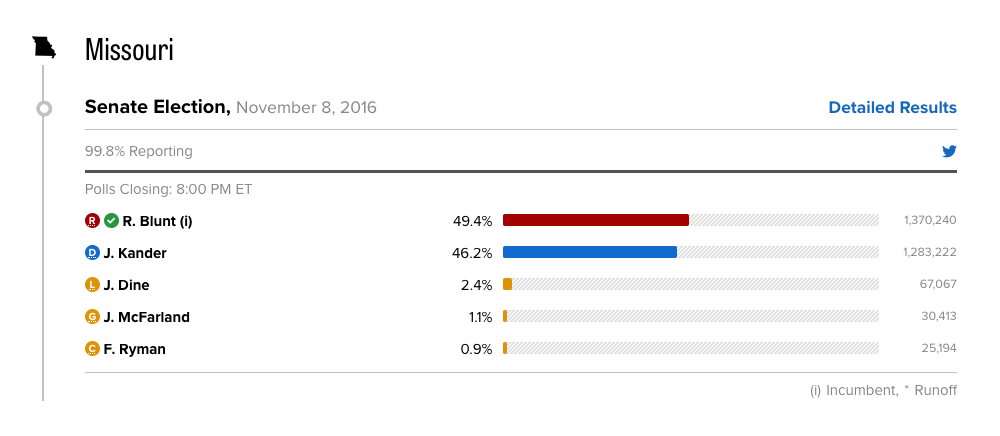 Missouri
Senate Election, November 8, 2016 Detailed Results
99.8% Reporting
Polls Closing: 8:00 PM ET
R R. Blunt (i) 49.4% 1,370,240
D J. Kander 46.2% 1,283,222
L J. Dine 2.4% 67,067
G J. McFarland 1.1% 30,413
C F. Ryman 0.9% 25,194
(i) Incumbent, * Runoff